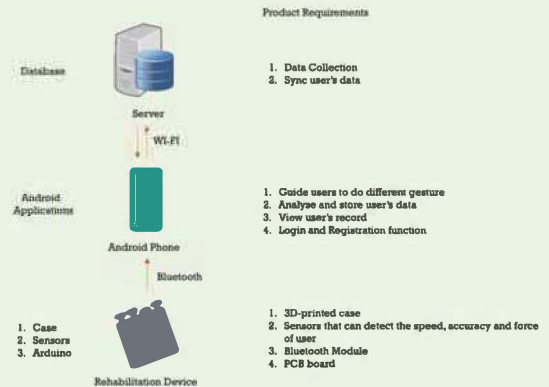 Product Requirements
Database
1. Data Collection
2. Sync user's data
Server
WI-FI
Android
Applications
1. Guide users to do different gesture
2. Analyse and store user's data
3. View user's record
4. Login and Registration function
Android Phone
Bluetooth
1. Case
2. Sensors
3. Arduino
1. 3D-printed case
2. Sensors that can detect the speed, accuracy and force
of user
3. Bluetooth Module
4. PCB board
Rehabilitation Device